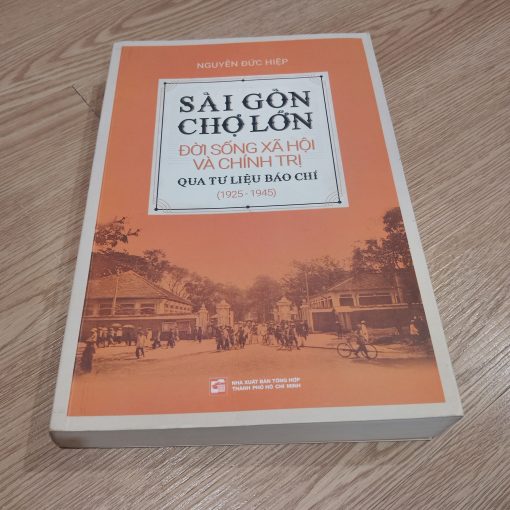 NGUYỄN ĐỨC HIỆP
SÀI GÒN
CHỢ LỚN
ĐỜI SỐNG XÃ HỘI
VÀ CHÍNH TRỊ
QUA TƯ LIỆU BÁO CHÍ
(1925 - 1945)
NHÀ XUẤT BẢN TỔNG HỢP
THÀNH PHỐ HỒ CHÍ MINH